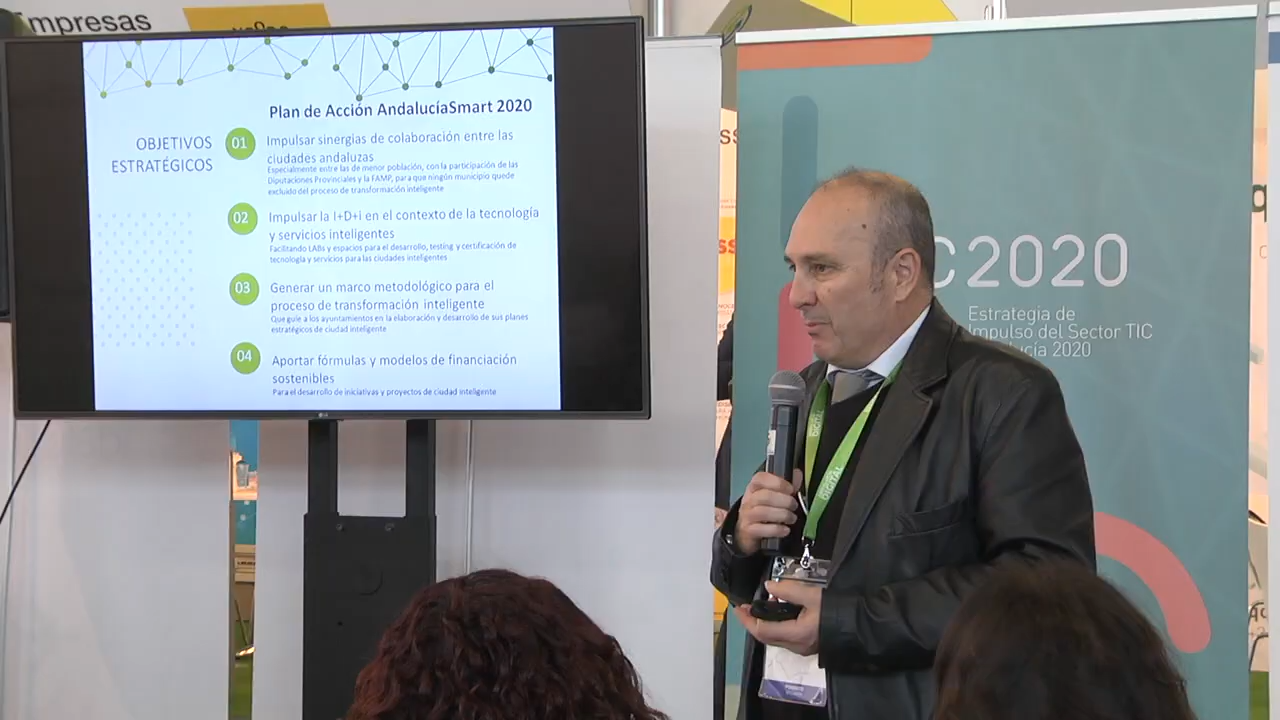 Empresas
Plan de Acción AndalucíaSmart 2020
OBJETIVOS
ESTRATÉGICOS
01
Impulsar sinergias de colaboración entre las
ciudades andaluzas
Especialmente entre las de menor población, con la participación de las
Diputaciones Provinciales y la FAMP, para que ningún municipio quede
excluido del proceso de transformación inteligente
02
Impulsar la I+D+i en el contexto de la tecnología
y servicios inteligentes
Facilitando LABs y espacios para el desarrollo, testing y certificación de
tecnología y servicios para las ciudades inteligentes
03
Generar un marco metodológico para el
proceso de transformación inteligente
Que guíe a los ayuntamientos en la elaboración y desarrollo de sus planes
estratégicos de ciudad inteligente
04
Aportar fórmulas y modelos de financiación
sostenibles
Para el desarrollo de iniciativas y proyectos de ciudad inteligente
LG
C 2020
Estrategia de
Impulso del Sector TIC
lucía 2020
DIGITAL